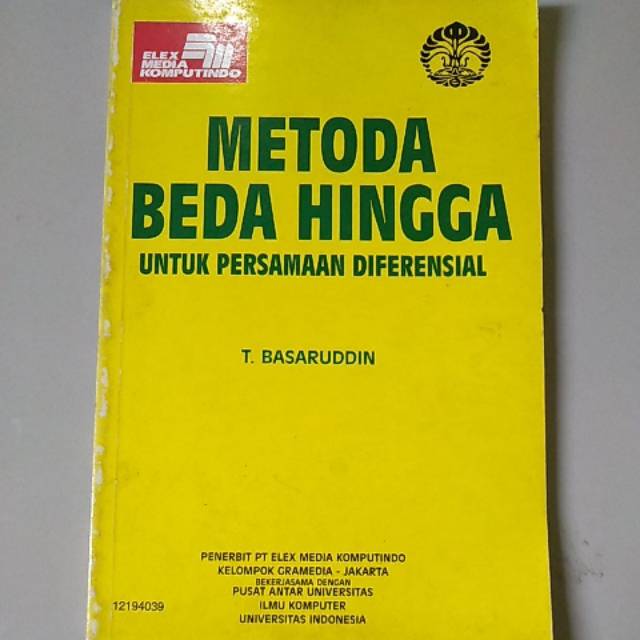 ELEX
MEDIA
KOMPUTINDO
METODA
BEDA HINGGA
UNTUK PERSAMAAN DIFERENSIAL
T. BASARUDDIN
PENERBIT PT ELEX MEDIA KOMPUTINDO
KELOMPOK GRAMEDIA - JAKARTA
BEKERJASAMA DENGAN
PUSAT ANTAR UNIVERSITAS
ILMU KOMPUTER
UNIVERSITAS INDONESIA
12194039